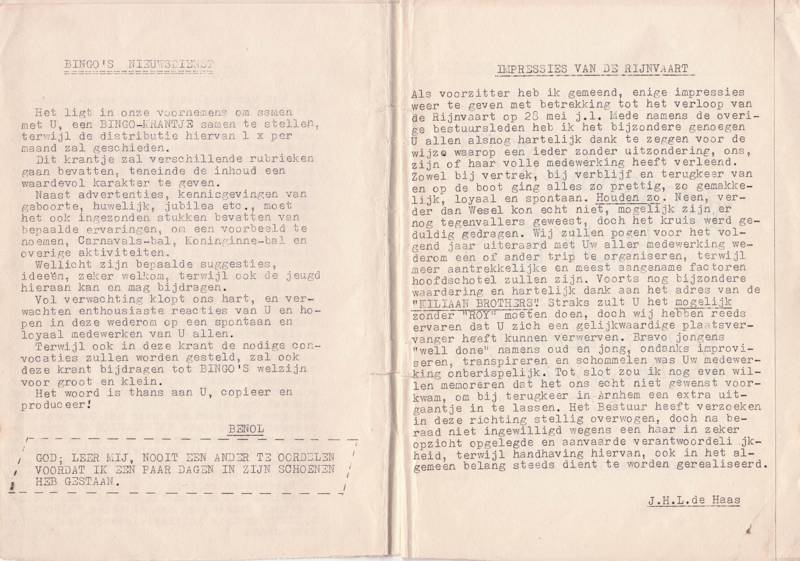 BINGO'S NIEUWSDIENST
Het ligt in onze voornemens om samen
met U, een BINGO-KRANTJE samen te stellen,
terwijl de distributie hiervan 1 x per
maand zal geschieden.
Dit krantje zal verschillende rubrieken
gaan bevatten, teneinde de inhoud een
waardevol karakter te geven.
Naast advertenties, kennicgevingen van
geboorte, huwelijk, jubilea etc., moet
het ook ingezonden stukken bevatten van
bepaalde ervaringen, om een voorbeeld te
noemen, Carnavals-bal, Koninginne-bal en
overige aktiviteiten.
Wellicht zijn bepaalde suggesties,
ideeën, zeker welkom, terwijl ook de jeugd
hieraan kan en mag bijdragen.
Vol verwachting klopt ons hart, en ver-
wachten enthousiaste reacties van U en ho-
pen in deze wederom op een spontaan en
loyaal medewerken van U allen.
Terwijl ook in deze krant de nodige con-
vocaties zullen worden gesteld, zal ook
deze krant bijdragen tot BINGO'S welzijn
voor groot en klein.
Het woord is thans aan U, copieer en
produceer!
BENOL
GOD; LEER MIJ, NOOIT EEN ANDER TE OORDELEN
VOORDAT IK EEN PAAR DAGEN IN ZIJN SCHOENEN
HEB GESTAAN.
IMPRESSIES VAN DE RIJNVAART
Als voorzitter heb ik gemeend, enige impressies
weer te geven met betrekking tot het verloop van
de Rijnvaart op 28 mei j.l. Mede namens de overi-
ge bestuursleden heb ik het bijzondere genoegen
U allen alsnog hartelijk dank te zeggen voor de
wijze waarop een ieder zonder uitzondering, ons,
zijn of haar volle medewerking heeft verleend.
Zowel bij vertrek, bij verblijf en terugkeer van
en op de boot ging alles zo prettig, zo gemakke-
lijk, loyaal en spontaan. Houden zo. Neen, ver-
der dan Wesel kon echt niet, mogelijk zijn er
nog tegenvallers geweest, doch het kruis werd ge-
duldig gedragen. Wij zullen pogen voor het vol-
gend jaar uiteraard met Uw aller medewerking we-
derom een of ander trip te organiseren, terwijl
meer aantrekkelijke en meest aangename factoren
hoofdschotel zullen zijn. Voorts nog bijzondere
waardering en hartelijk dank aan het adres van de
"KILIAAN BROTHERS". Straks zult U het mogelijk
zonder "ROY" moeten doen, doch wij hebben reeds
ervaren dat U zich een gelijkwaardige plaatsver-
vanger heeft kunnen verwerven. Bravo jongens
"well done" namens oud en jong, ondanks improvi-
seren, transpireren en schommelen was Uw medewer-
king onberispelijk. Tot slot zou ik nog even wil-
len memoreren dat het ons echt niet gewenst voor-
kwam, om bij terugkeer in Arnhem een extra uit-
gaantje in te lassen. Het Bestuur heeft verzoeken
in deze richting stellig overwogen, doch na be-
raad niet ingewilligd wegens een haar in zeker
opzicht opgelegde en aanvaarde verantwoordeli jk-
heid, terwijl handhaving hiervan, ook in het al-
gemeen belang steeds dient te worden gerealiseerd.
J.H.L.de Haas